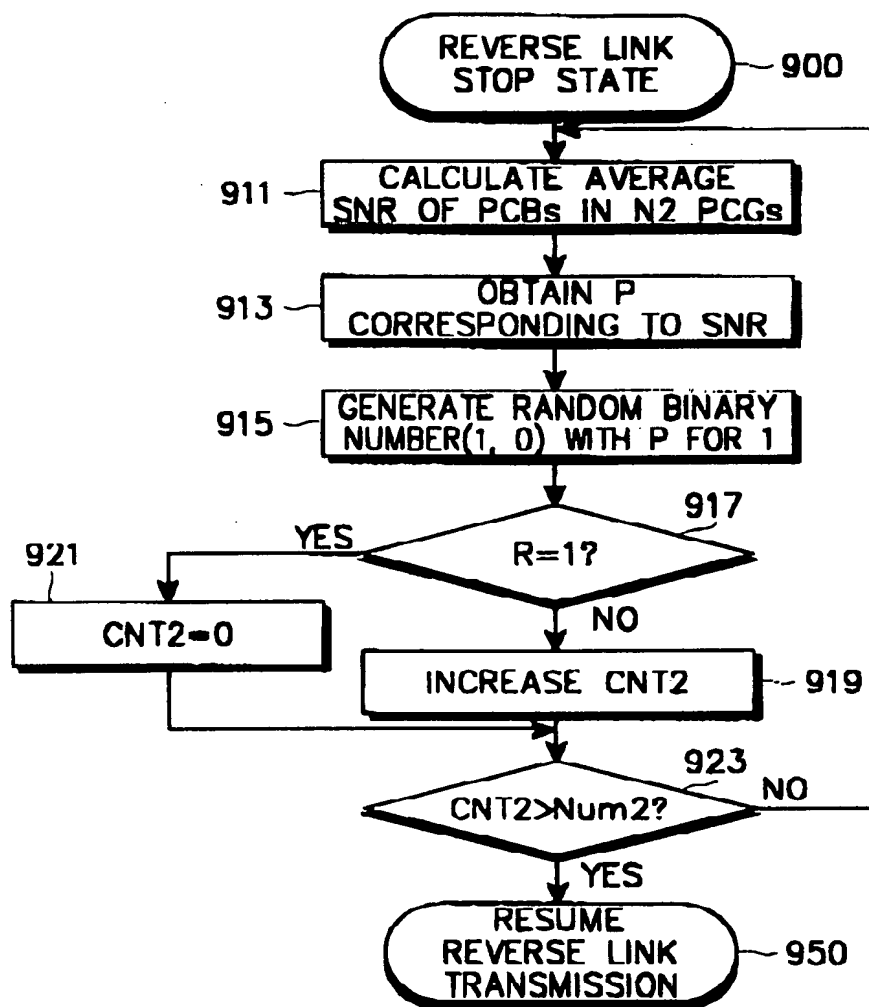 REVERSE LINK
STOP STATE
900
911
CALCULATE AVERAGE
SNR OF PCBs IN N2 PCGs
913
OBTAIN P
CORRESPONDING TO SNR
915
GENERATE RANDOM BINARY
NUMBER(1, 0) WITH P FOR 1
917
YES
R=1?
921
CNT2=0
NO
INCREASE CNT2
919
923
CNT2>Num2?
NO
YES
RESUME
REVERSE LINK
TRANSMISSION
950